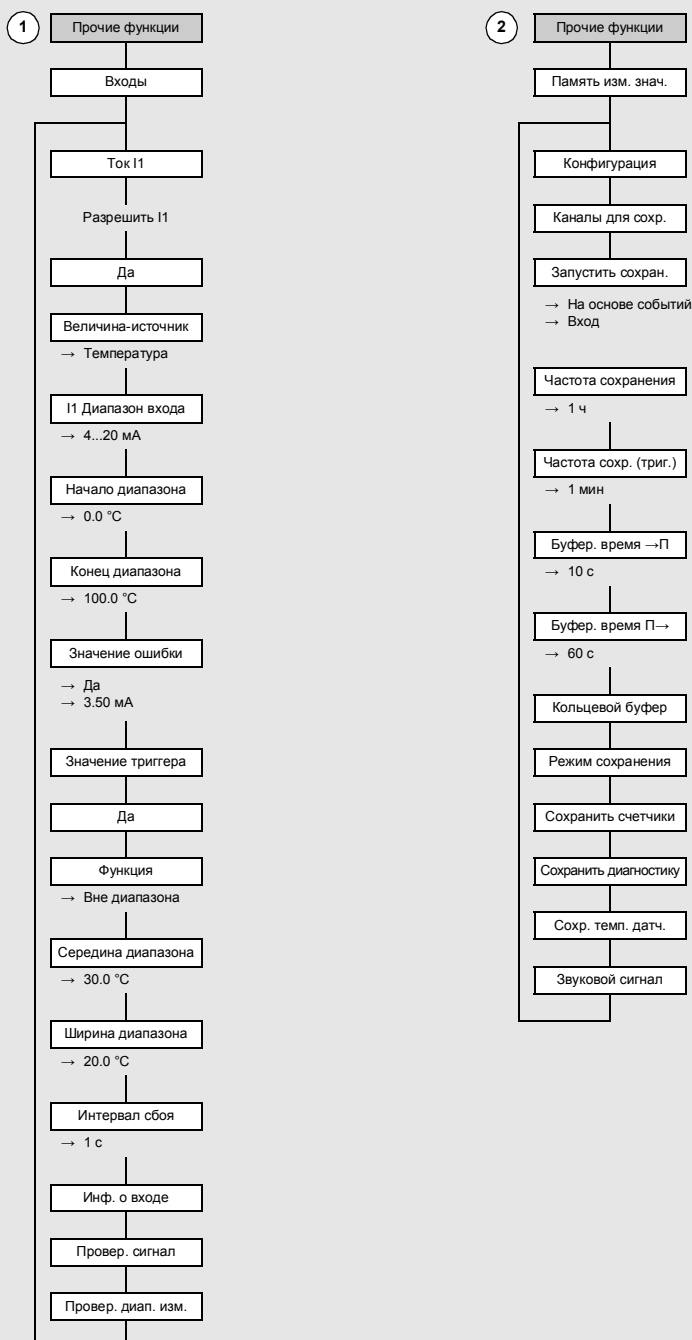 1
Прочие функции
Входы
Ток I1
Разрешить I1
Да
Величина-источник
→ Температура
I1 Диапазон входа
→ 4...20 мА
Начало диапазона
→ 0.0 °C
Конец диапазона
→ 100.0 °C
Значение ошибки
→ Да
→ 3.50 мА
Значение триггера
Да
Функция
→ Вне диапазона
Середина диапазона
→ 30.0 °C
Ширина диапазона
→ 20.0 °C
Интервал сбоя
→ 1 с
Инф. о входе
Провер. сигнал
Провер. диап. изм.
2
Прочие функции
Память изм. знач.
Конфигурация
Каналы для сохр.
Запустить сохран.
→ На основе событий
→ Вход
Частота сохранения
→ 1 ч
Частота сохр. (триг.)
→ 1 мин
Буфер. время →П
→ 10 с
Буфер. время П→
→ 60 с
Кольцевой буфер
Режим сохранения
Сохранить счетчики
Сохранить диагностику
Сохр. темп. датч.
Звуковой сигнал